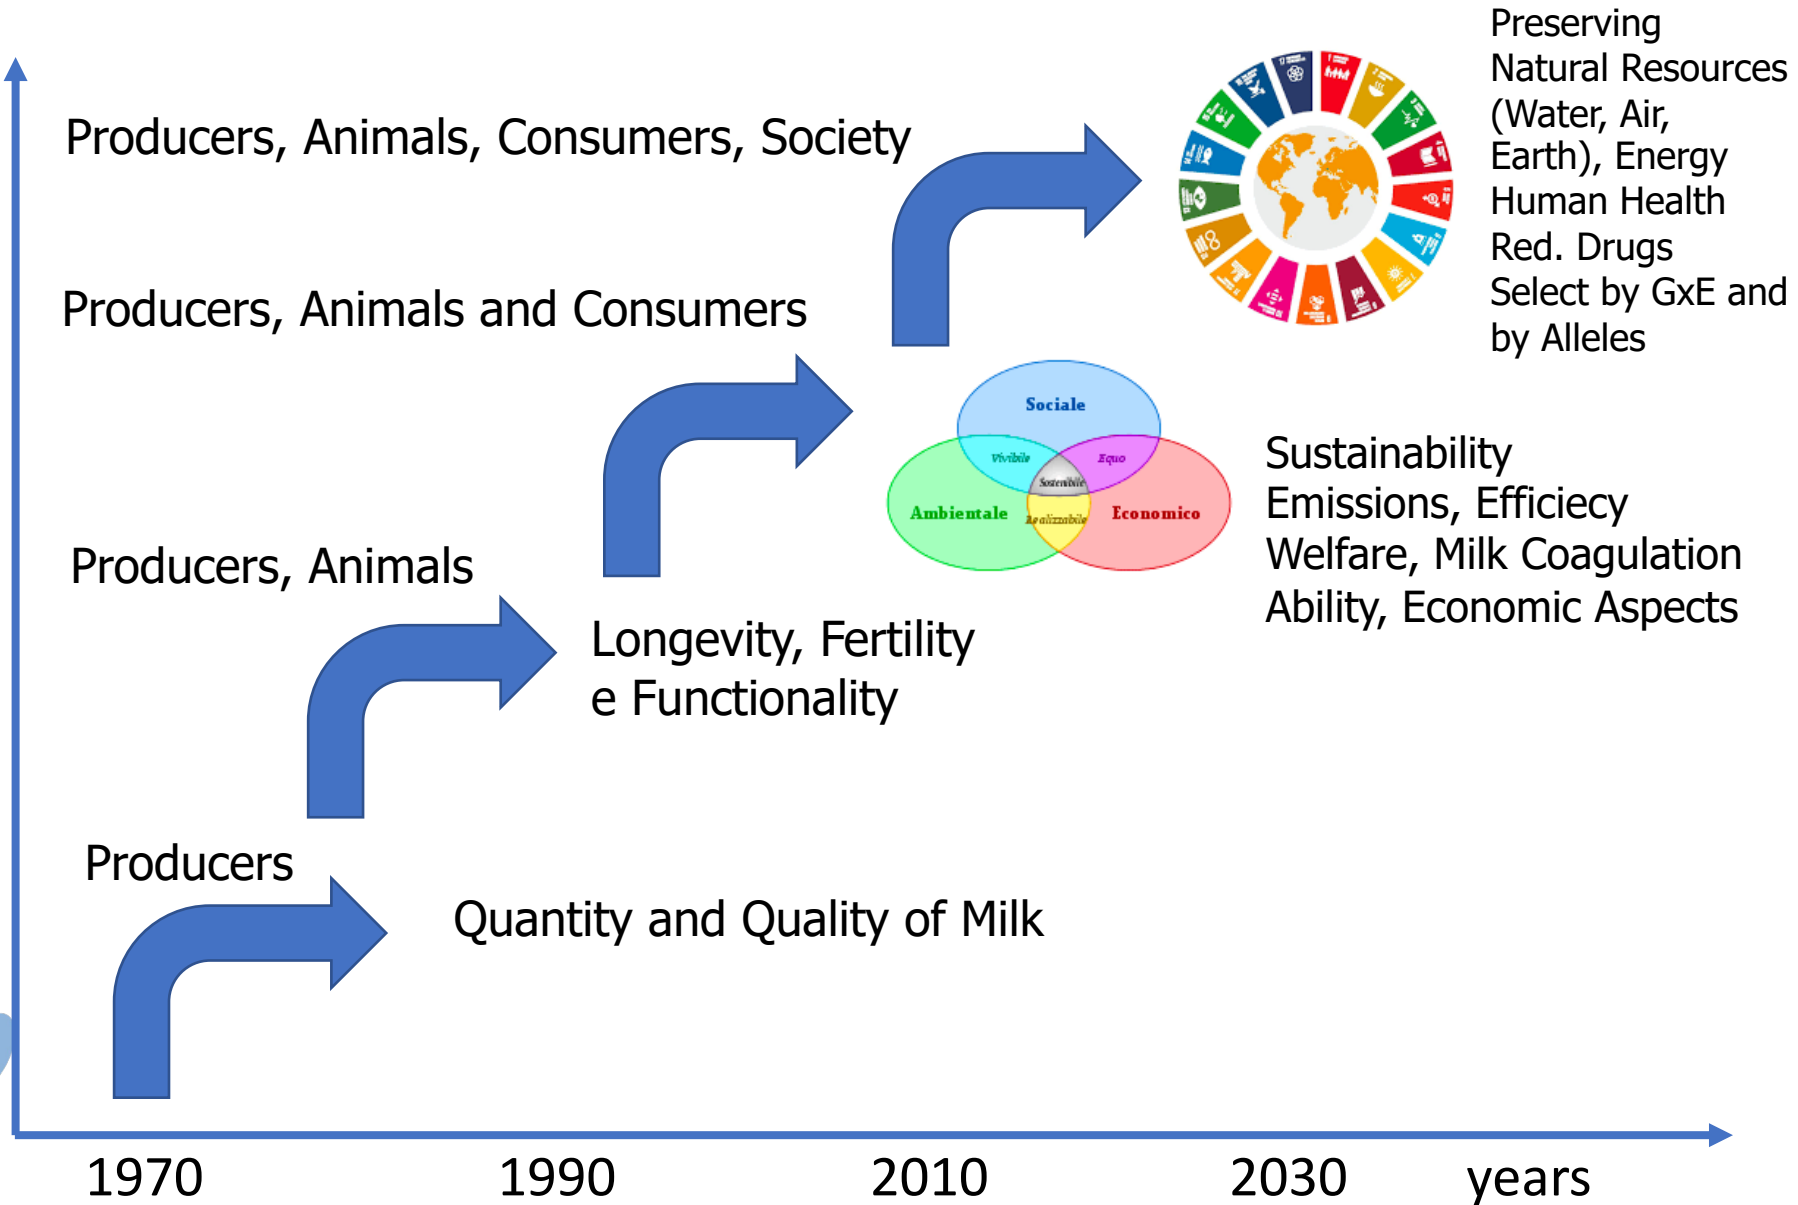 Preserving
Natural Resources
(Water, Air,
Earth), Energy
Human Health
Red. Drugs
Select by GxE and
by Alleles
Producers, Animals, Consumers, Society
Producers, Animals and Consumers
Sociale
Vivibile
Equo
Sostenibile
Ambientale
Realizzabile
Economico
Sustainability
Emissions, Efficiecy
Welfare, Milk Coagulation
Ability, Economic Aspects
Producers, Animals
Longevity, Fertility
e Functionality
Producers
Quantity and Quality of Milk
1970
1990
2010
2030
years